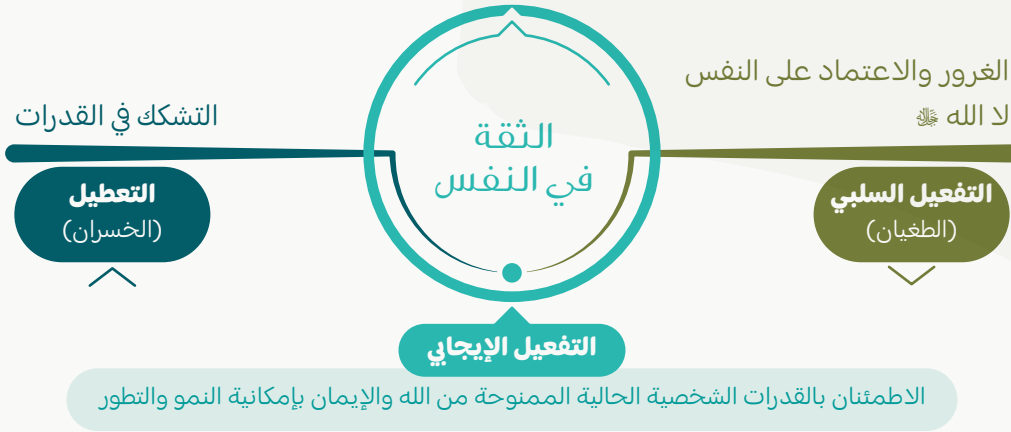 الغرور والاعتماد على النفس
لا الله ﷻ
التفعيل السلبي
(الطغيان)
الثقة
في النفس
التشكك في القدرات
التعطيل
(الخسران)
التفعيل الإيجابي
الاطمئنان بالقدرات الشخصية الحالية الممنوحة من الله والإيمان بإمكانية النمو والتطور